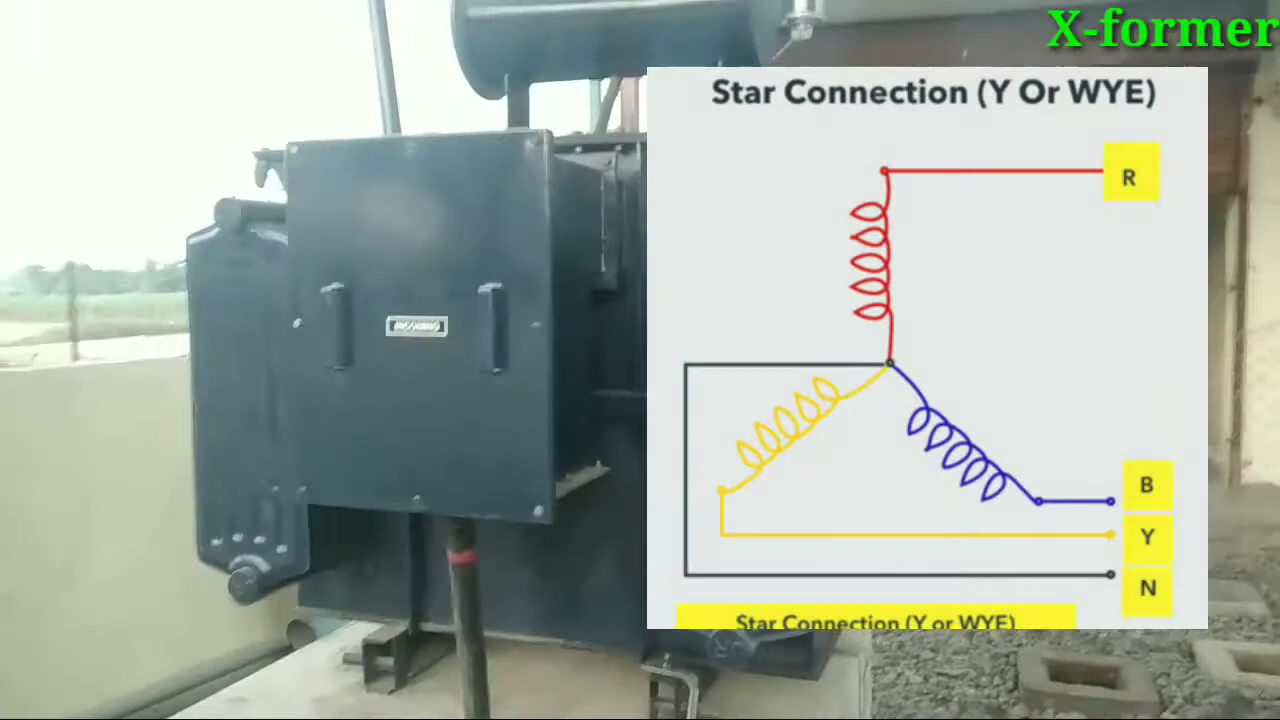 X-former
Star Connection (Y Or WYE)
R
B
Y
N
Star Connection (Y or WYE)